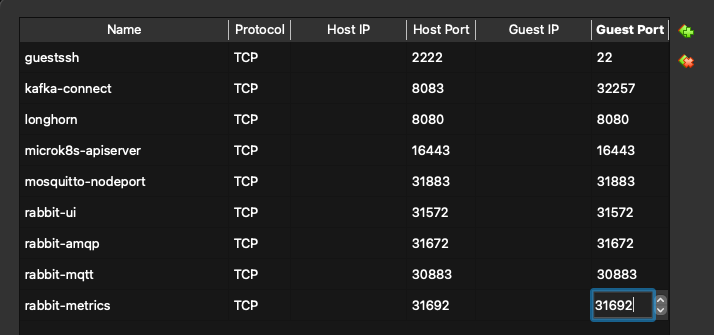 Name Protocol Host IP Host Port Guest IP Guest Port
guestssh TCP 2222 22
kafka-connect TCP 8083 32257
longhorn TCP 8080 8080
microk8s-apiserver TCP 16443 16443
mosquitto-nodeport TCP 31883 31883
rabbit-ui TCP 31572 31572
rabbit-amqp TCP 31672 31672
rabbit-mqtt TCP 30883 30883
rabbit-metrics TCP 31692 31692